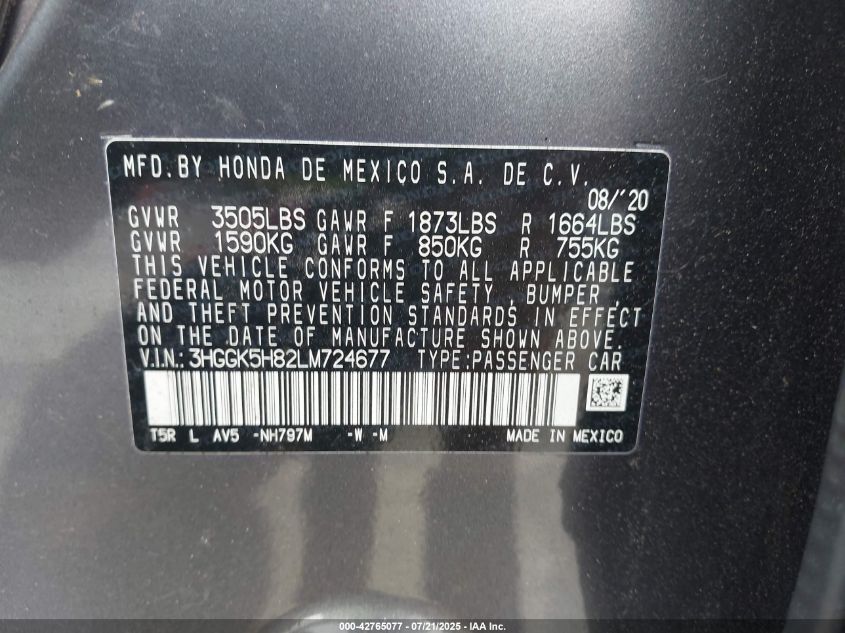 MFD.BY HONDA DE MEXICO S.A. DE C.V.
08/'20
GVWR 3505LBS GAWR F 1873LBS R 1664LBS
GVWR 1590KG GAWR F 850KG R 755KG
THIS VEHICLE CONFORMS TO ALL APPLICABLE
FEDERAL MOTOR VEHICLE SAFETY , BUMPER ,
AND THEFT PREVENTION STANDARDS IN EFFECT
ON THE DATE OF MANUFACTURE SHOWN ABOVE.
V.I.N.: 3HGGK5H82LM724677 TYPE:PASSENGER CAR
T5R L AV5 -NH797M -W -M MADE IN MEXICO
000-42765077 - 07/21/2025 - IAA Inc.